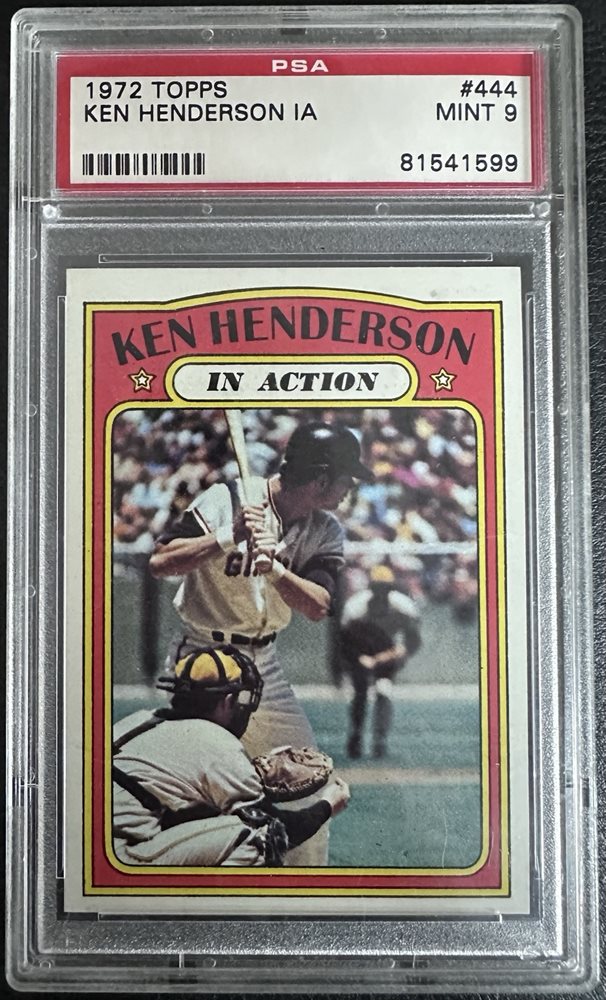 PSA
1972 TOPPS #444
KEN HENDERSON IA MINT 9
81541599
KEN HENDERSON
IN ACTION